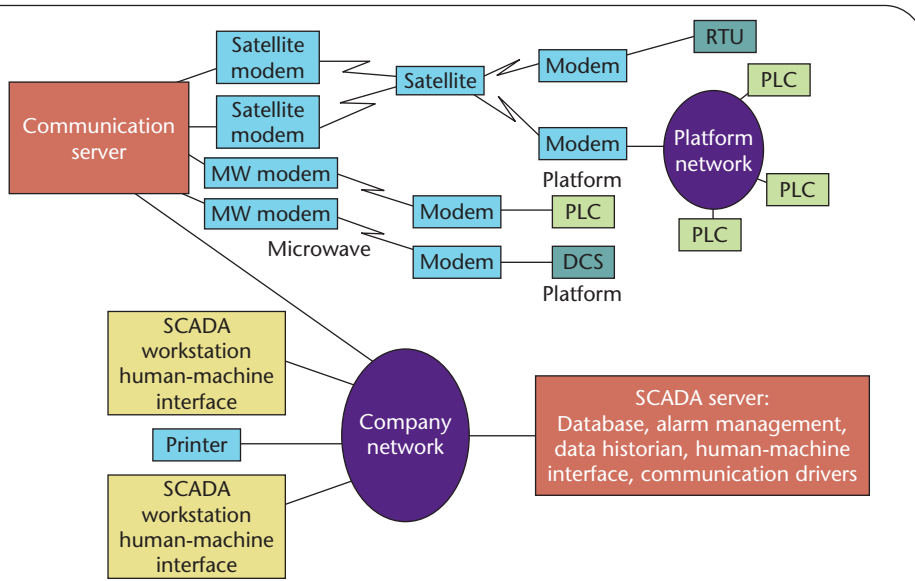 Satellite
modem
RTU
Satellite
Modem
PLC
Communication
server
Satellite
modem
Modem
Platform
network
MW modem
Platform
PLC
MW modem
Modem
PLC
PLC
Microwave
Modem
DCS
Platform
SCADA
workstation
human-machine
interface
Company
network
SCADA server:
Database, alarm management,
data historian, human-machine
interface, communication drivers
Printer
SCADA
workstation
human-machine
interface